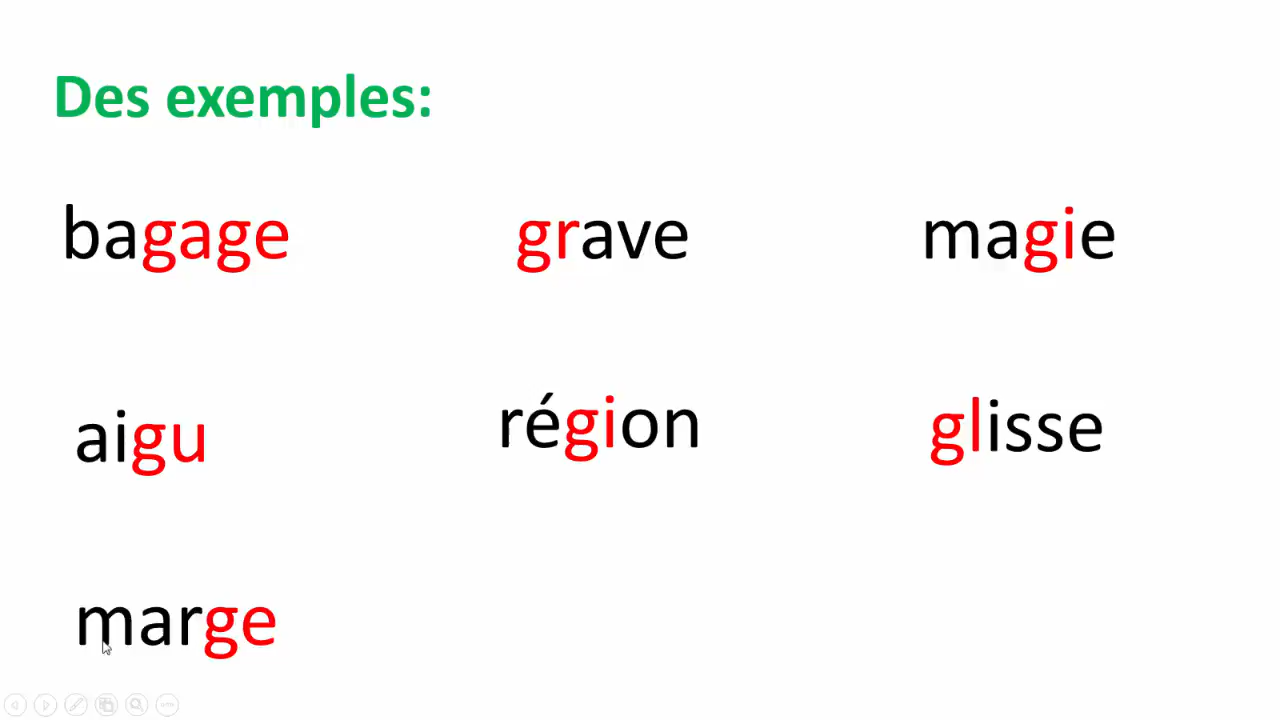 Des exemples:
bagage grave magie
aigu région glisse
marge